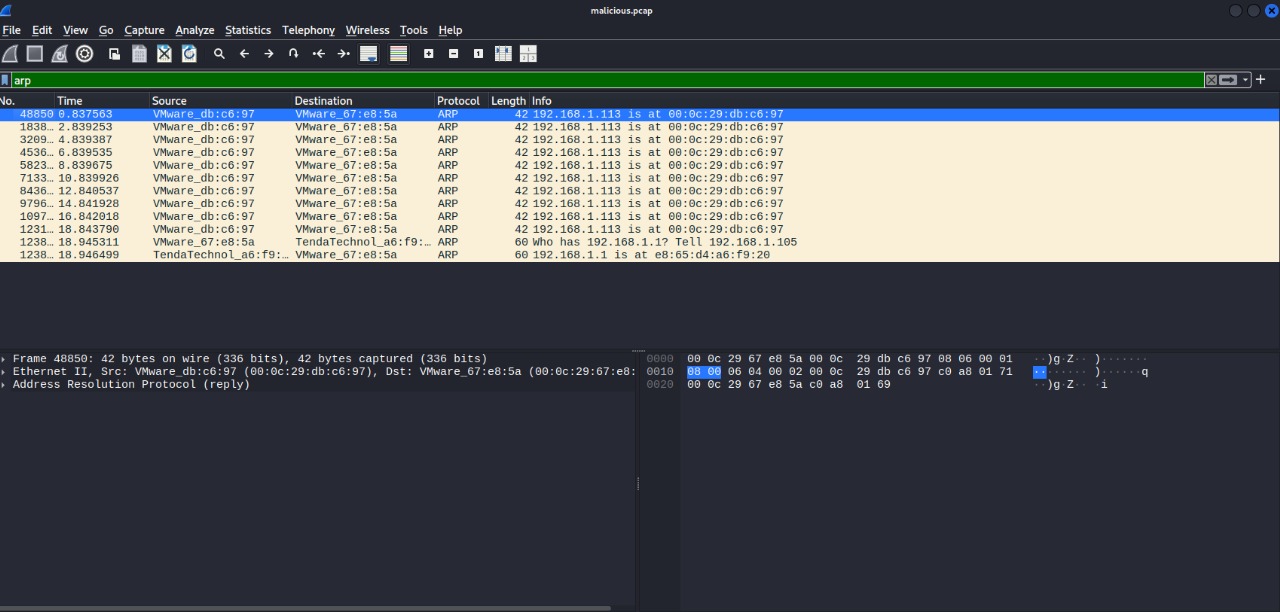 malicious.pcap
File Edit View Go Capture Analyze Statistics Telephony Wireless Tools Help
arp
No. Time Source Destination Protocol Length Info
48850 0.837563 VMware_db:c6:97 VMware_67:e8:5a ARP 42 192.168.1.113 is at 00:0c:29:db:c6:97
1838… 2.839253 VMware_db:c6:97 VMware_67:e8:5a ARP 42 192.168.1.113 is at 00:0c:29:db:c6:97
3209… 4.839387 VMware_db:c6:97 VMware_67:e8:5a ARP 42 192.168.1.113 is at 00:0c:29:db:c6:97
4536… 6.839535 VMware_db:c6:97 VMware_67:e8:5a ARP 42 192.168.1.113 is at 00:0c:29:db:c6:97
5823… 8.839675 VMware_db:c6:97 VMware_67:e8:5a ARP 42 192.168.1.113 is at 00:0c:29:db:c6:97
7133… 10.839926 VMware_db:c6:97 VMware_67:e8:5a ARP 42 192.168.1.113 is at 00:0c:29:db:c6:97
8436… 12.840537 VMware_db:c6:97 VMware_67:e8:5a ARP 42 192.168.1.113 is at 00:0c:29:db:c6:97
9796… 14.841928 VMware_db:c6:97 VMware_67:e8:5a ARP 42 192.168.1.113 is at 00:0c:29:db:c6:97
1097… 16.842018 VMware_db:c6:97 VMware_67:e8:5a ARP 42 192.168.1.113 is at 00:0c:29:db:c6:97
1231… 18.843790 VMware_db:c6:97 VMware_67:e8:5a ARP 42 192.168.1.113 is at 00:0c:29:db:c6:97
1238… 18.945311 VMware_67:e8:5a TendaTechnol_a6:f9:… ARP 60 Who has 192.168.1.1? Tell 192.168.1.105
1238… 18.946499 TendaTechnol_a6:f9:… VMware_67:e8:5a ARP 60 192.168.1.1 is at e8:65:d4:a6:f9:20
Frame 48850: 42 bytes on wire (336 bits), 42 bytes captured (336 bits)
Ethernet II, Src: VMware_db:c6:97 (00:0c:29:db:c6:97), Dst: VMware_67:e8:5a (00:0c:29:67:e8:
Address Resolution Protocol (reply)
0000 00 0c 29 67 e8 5a 00 0c 29 db c6 97 08 06 00 01 ··)g·Z·· )·······
0010 08 00 06 04 00 02 00 0c 29 db c6 97 c0 a8 01 71 ········ )······q
0020 00 0c 29 67 e8 5a c0 a8 01 69 ··)g·Z·· ·i